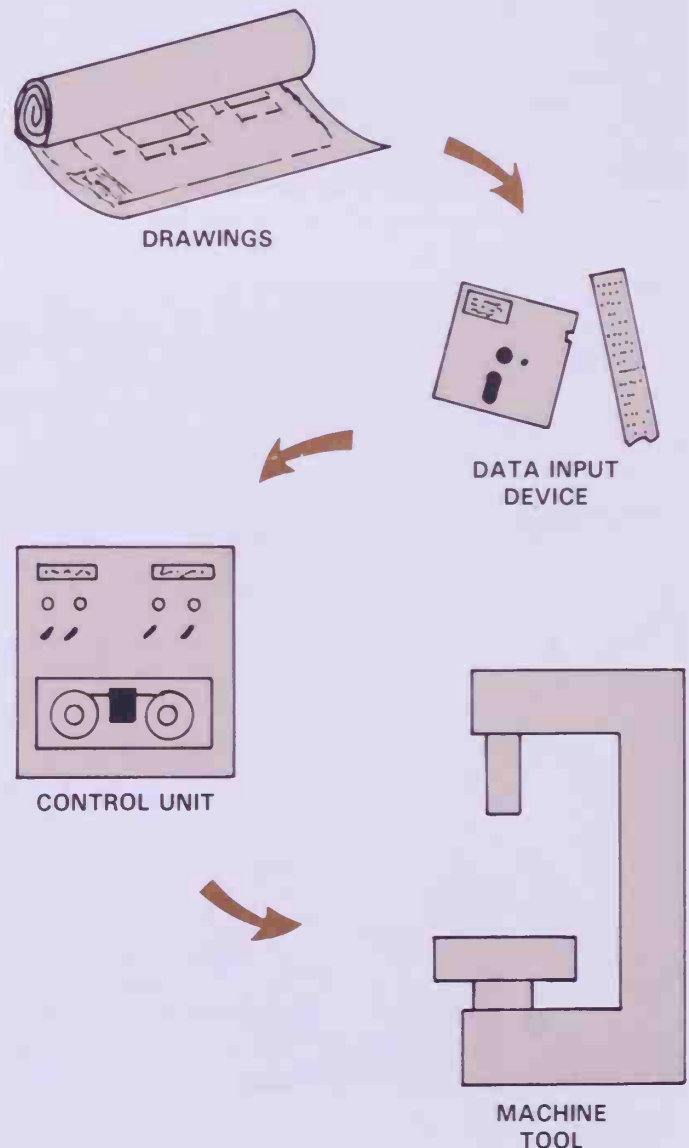 DRAWINGS
DATA INPUT
DEVICE
CONTROL UNIT
MACHINE
TOOL